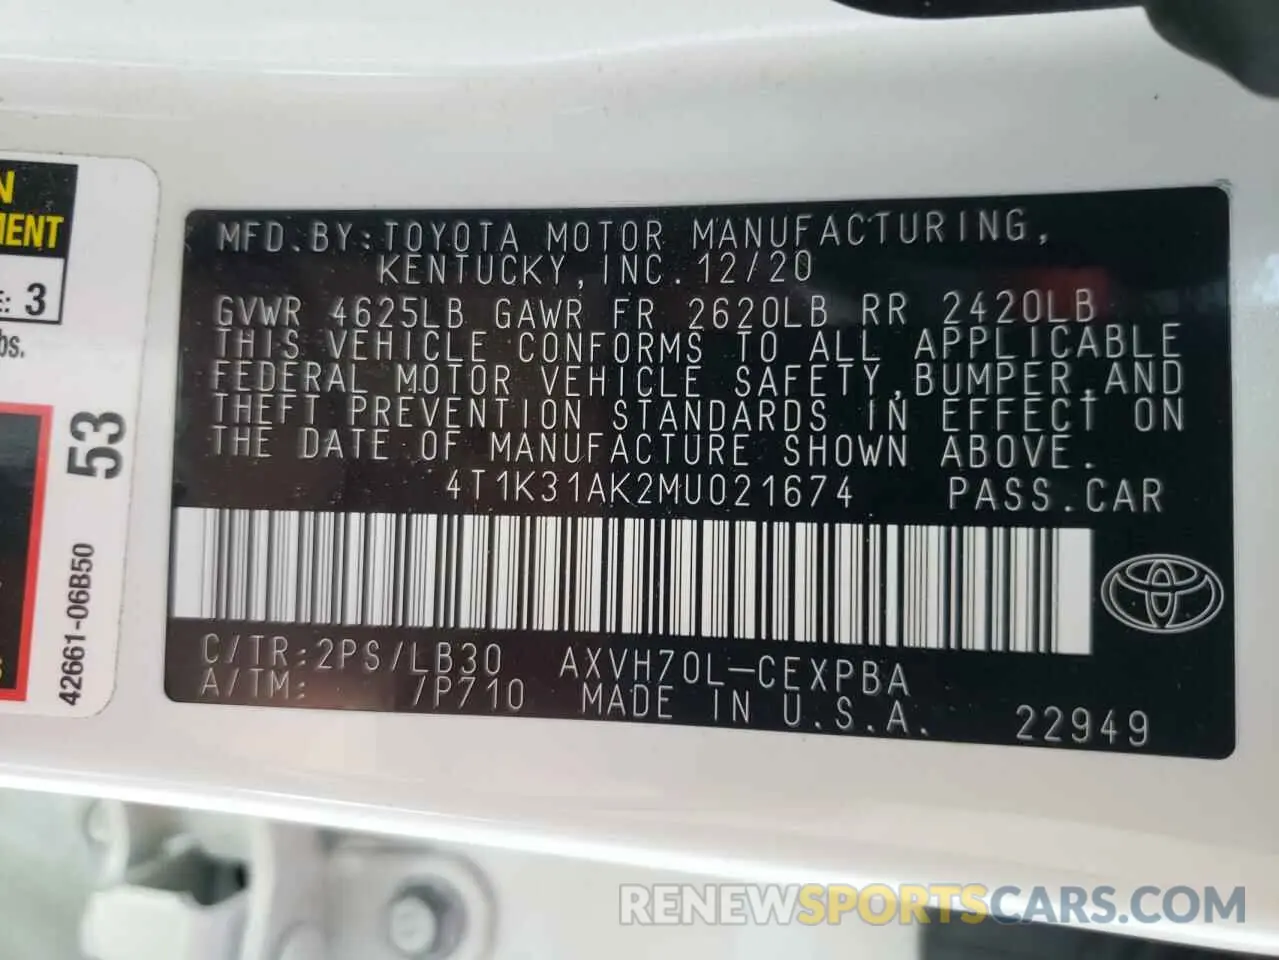 N
MENT
E: 3
bs.
53
42661-06B50
MFD.BY:TOYOTA MOTOR MANUFACTURING,
KENTUCKY, INC. 12/20
GVWR 4625LB GAWR FR 2620LB RR 2420LB
THIS VEHICLE CONFORMS TO ALL APPLICABLE
FEDERAL MOTOR VEHICLE SAFETY,BUMPER,AND
THEFT PREVENTION STANDARDS IN EFFECT ON
THE DATE OF MANUFACTURE SHOWN ABOVE.
4T1K31AK2MU021674 PASS.CAR
C/TR:2PS/LB30 AXVH70L-CEXPBA
A/TM: /P710 MADE IN U.S.A. 22949
RENEWSPORTSCARS.COM